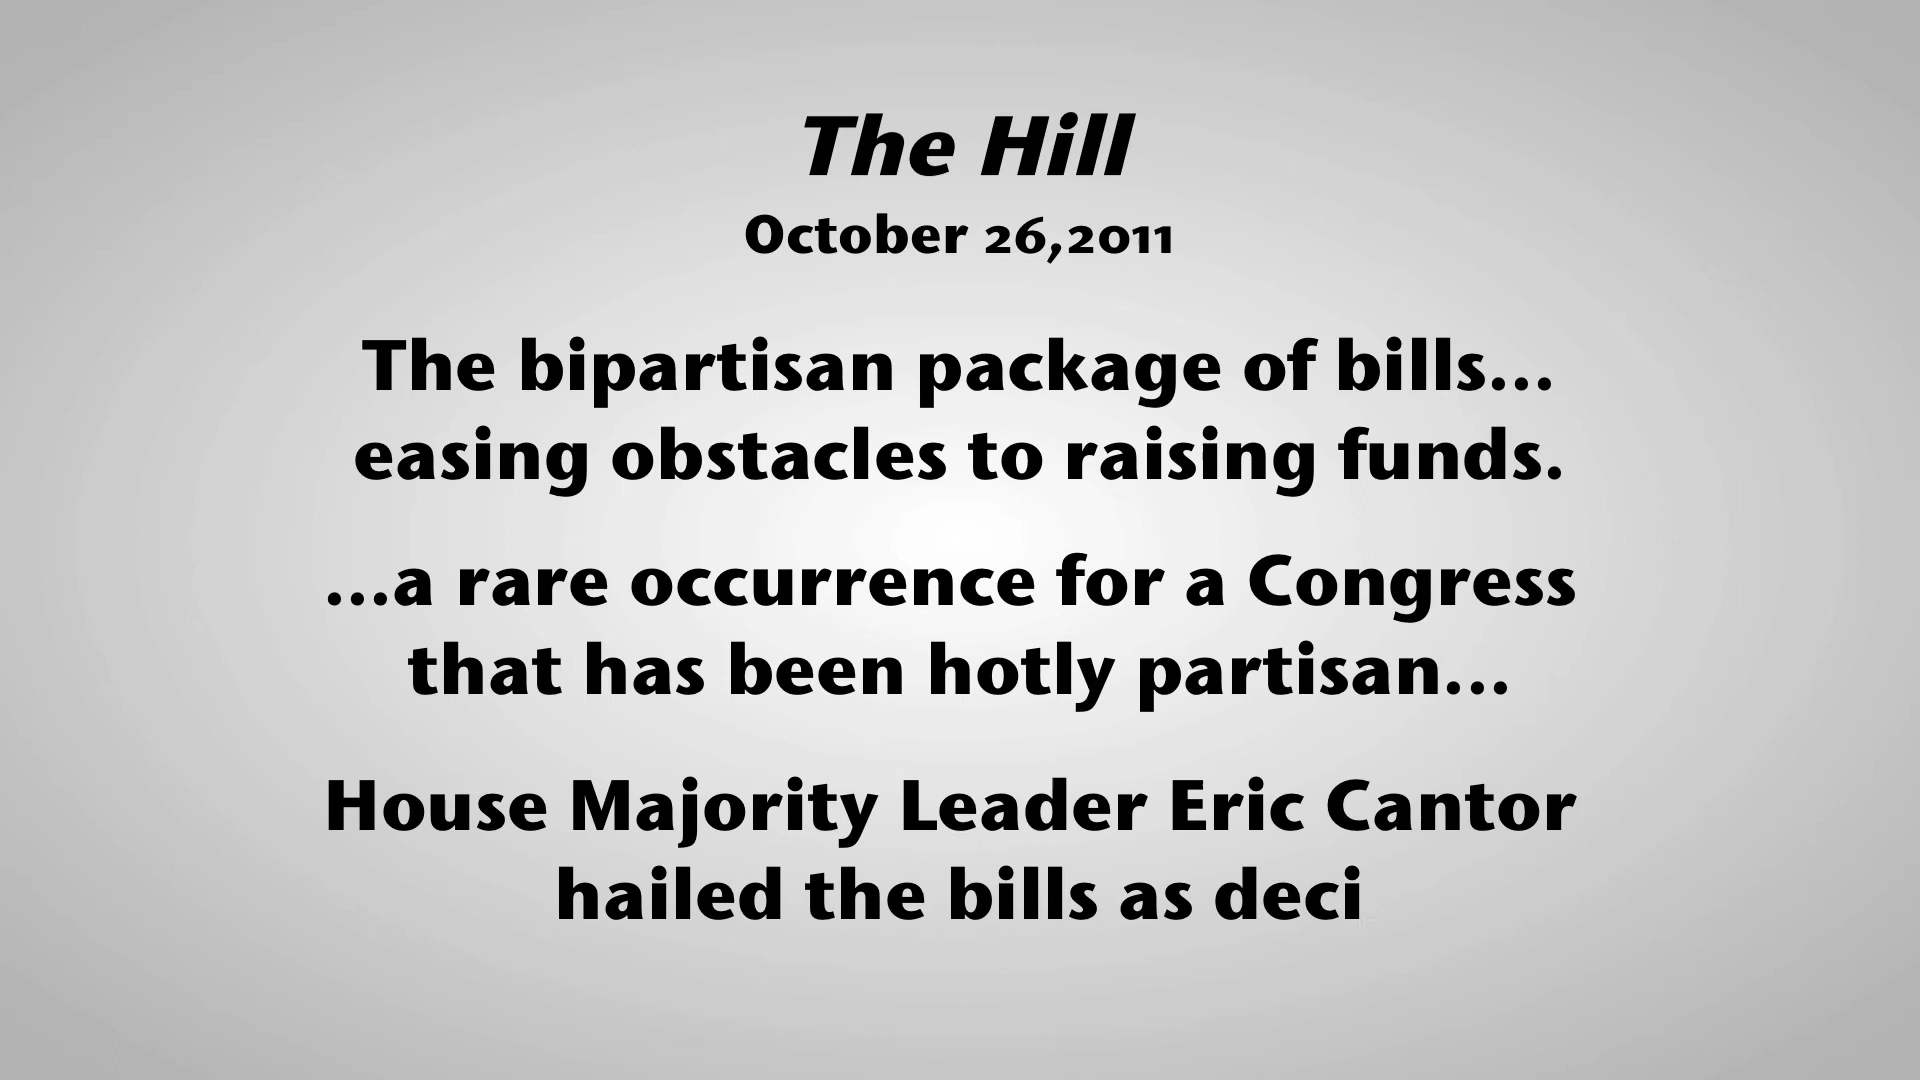 The Hill
October 26,2011
The bipartisan package of bills...
easing obstacles to raising funds.
...a rare occurrence for a Congress
that has been hotly partisan...
House Majority Leader Eric Cantor
hailed the bills as deci